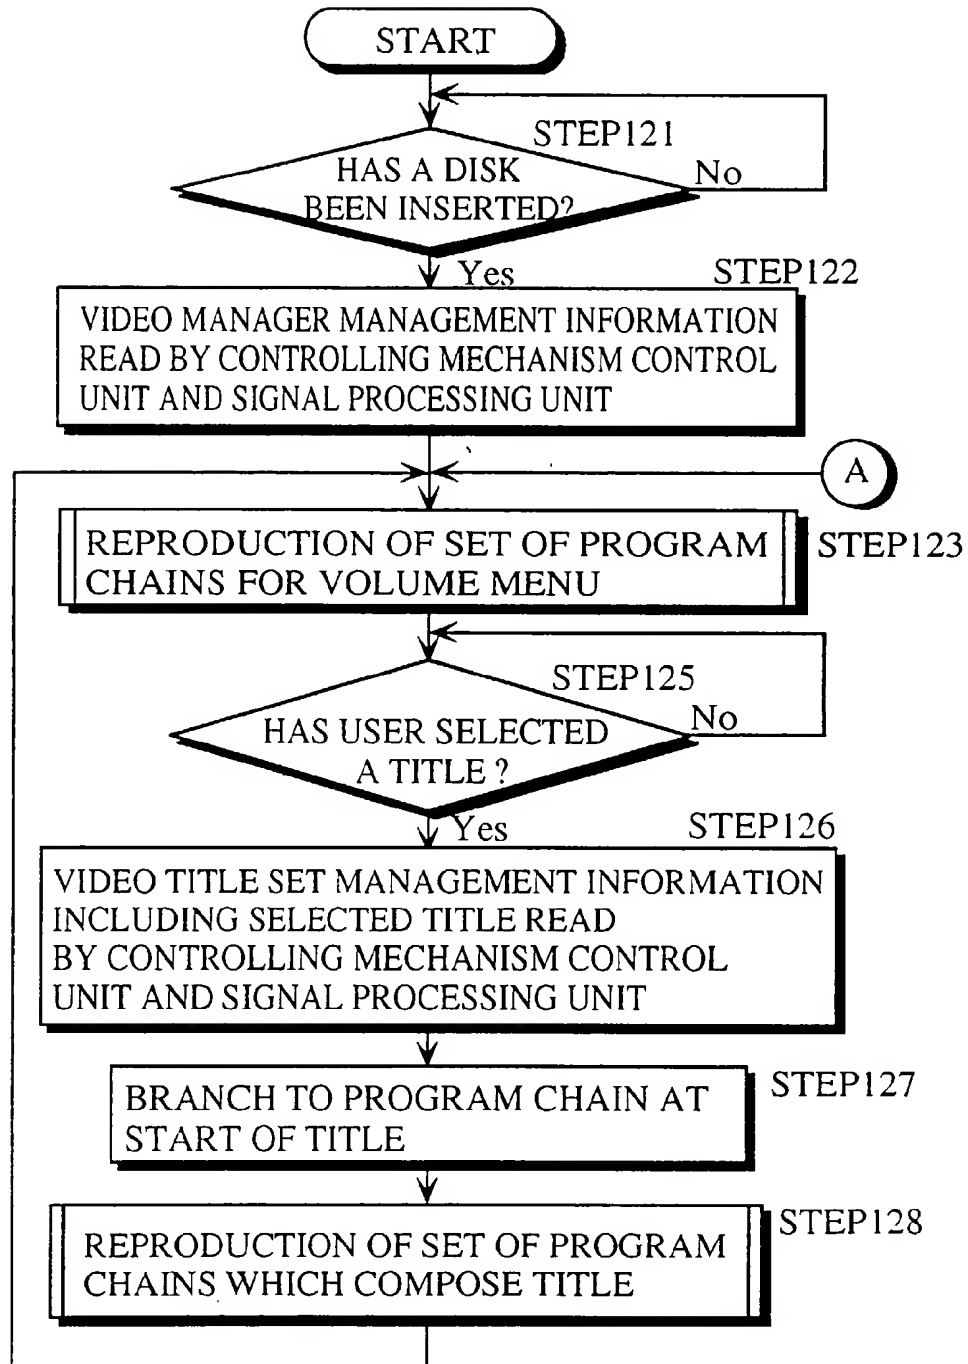 START
STEP121
HAS A DISK
BEEN INSERTED?
No
Yes
STEP122
VIDEO MANAGER MANAGEMENT INFORMATION
READ BY CONTROLLING MECHANISM CONTROL
UNIT AND SIGNAL PROCESSING UNIT
A
REPRODUCTION OF SET OF PROGRAM
CHAINS FOR VOLUME MENU
STEP123
STEP125
HAS USER SELECTED
A TITLE ?
No
Yes
STEP126
VIDEO TITLE SET MANAGEMENT INFORMATION
INCLUDING SELECTED TITLE READ
BY CONTROLLING MECHANISM CONTROL
UNIT AND SIGNAL PROCESSING UNIT
STEP127
BRANCH TO PROGRAM CHAIN AT
START OF TITLE
STEP128
REPRODUCTION OF SET OF PROGRAM
CHAINS WHICH COMPOSE TITLE